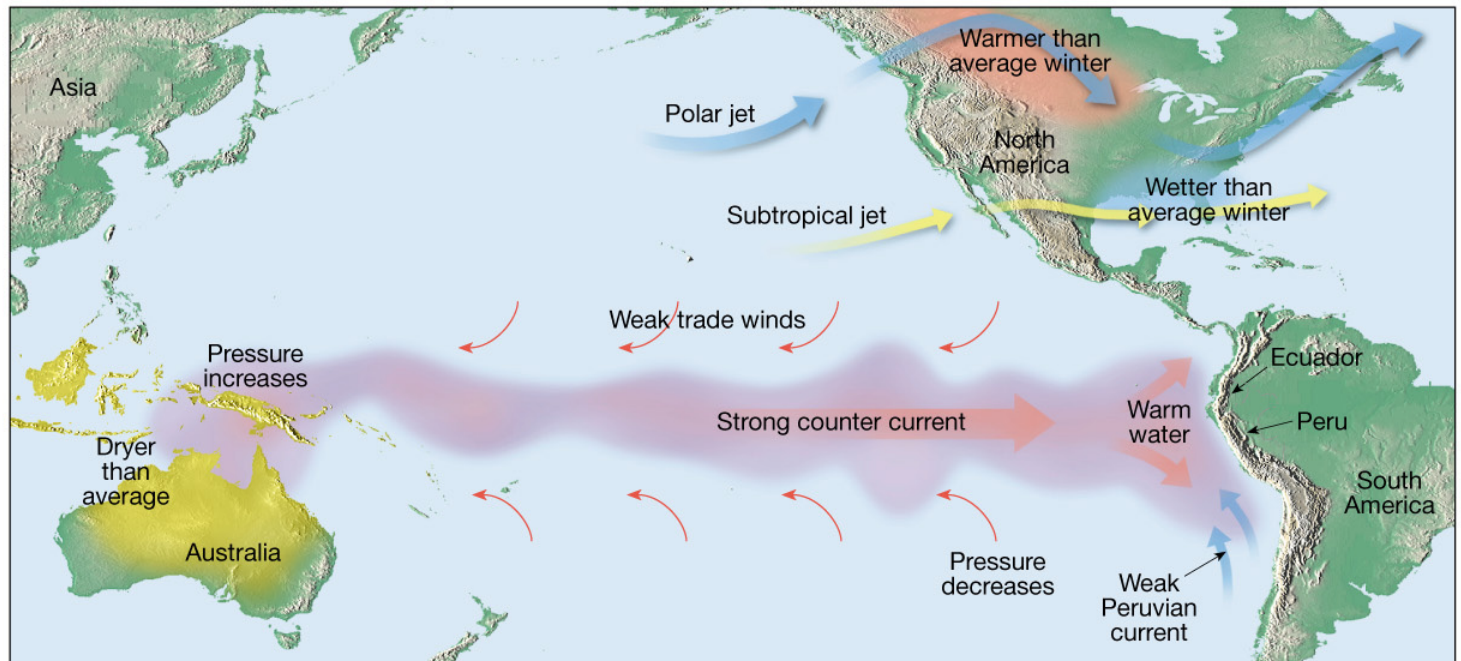 Asia
Warmer than
average winter
Polar jet
North
America
Wetter than
average winter
Subtropical jet
Weak trade winds
Pressure
increases
Ecuador
Strong counter current
Warm
water
Peru
Dryer
than
average
South
America
Australia
Pressure
decreases
Weak
Peruvian
current